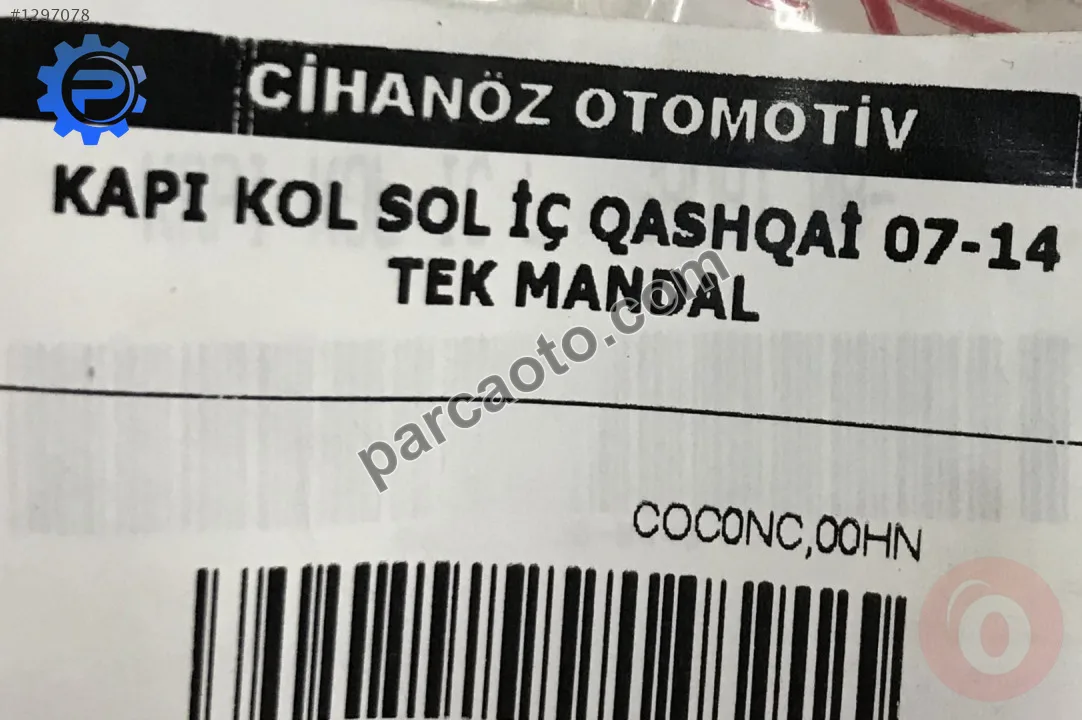 #1297078
CİHANÖZ OTOMOTİV
KAPI KOL SOL İÇ QASHQAİ 07-14
TEK MANDAL
parcaoto.com
COC0NC,00HN